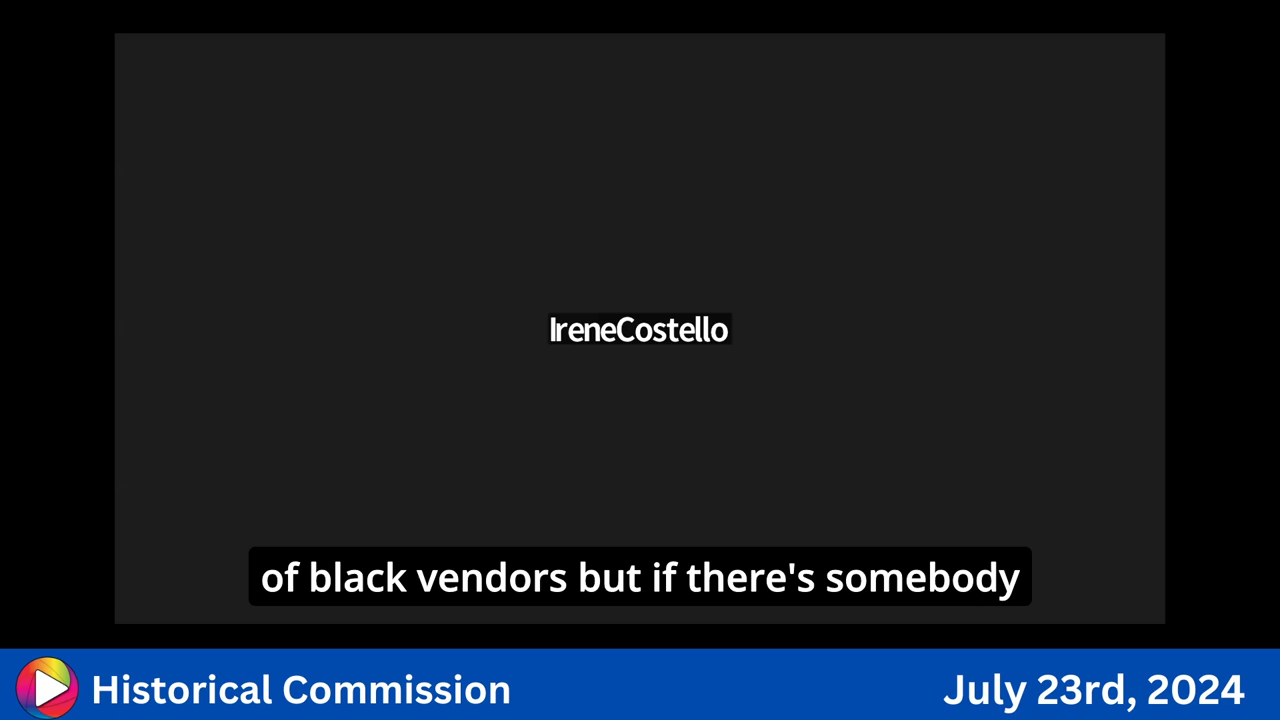 IreneCostello
of black vendors but if there's somebody
Historical Commission
July 23rd, 2024